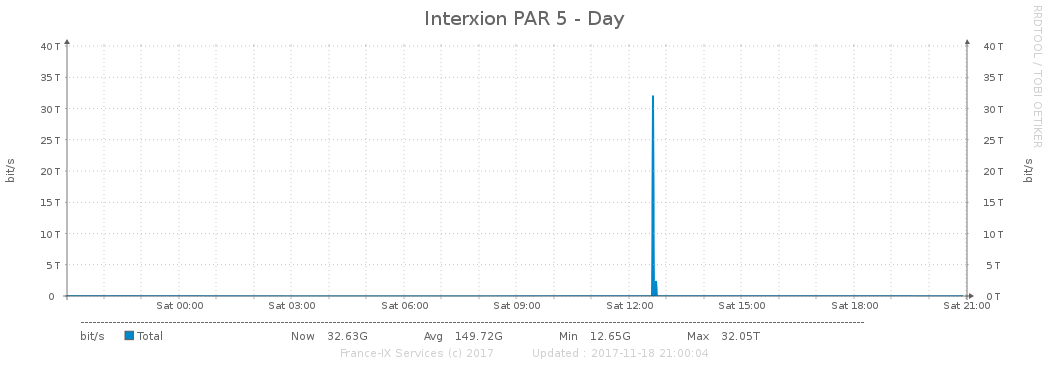 Interxion PAR 5 - Day
RRDTOOL / TOBI OETIKER
40 T 40 T
35 T 35 T
30 T 30 T
25 T 25 T
20 T 20 T
15 T 15 T
10 T 10 T
5 T 5 T
0 0 T
bit/s bit/s
Sat 00:00 Sat 03:00 Sat 06:00 Sat 09:00 Sat 12:00 Sat 15:00 Sat 18:00 Sat 21:00
bit/s Total Now 32.63G Avg 149.72G Min 12.65G Max 32.05T
France-IX Services (c) 2017 Updated : 2017-11-18 21:00:04